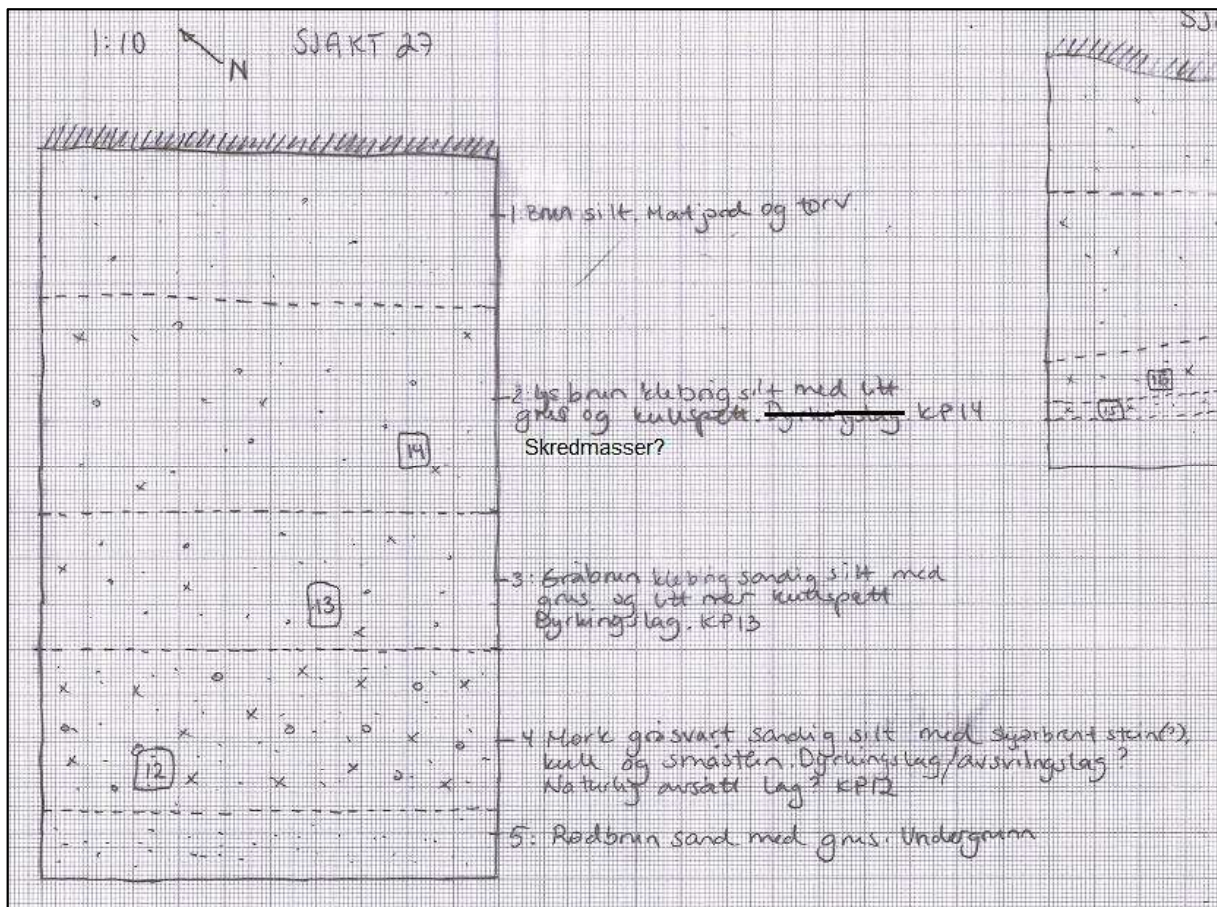 1:10
N
SJAKT 27
SJ
1: Brun silt. Matjord og torv
2: Lys brun klebrig silt med litt
grus og kullspett. Dyrkingslag KP14
Skredmasser?
14
3: Gråbrun klebrig sandig silt med
grus og litt mer kullspett
Dyrkingslag. KP13
13
4 Mørk gråsvart sandig silt med skjørbrent stein(?),
kull og småstein. Dyrkingslag/avsvilngslag?
Naturlig avsatt lag? KP12
12
5: Rødbrun sand med grus. Undergrunn
15